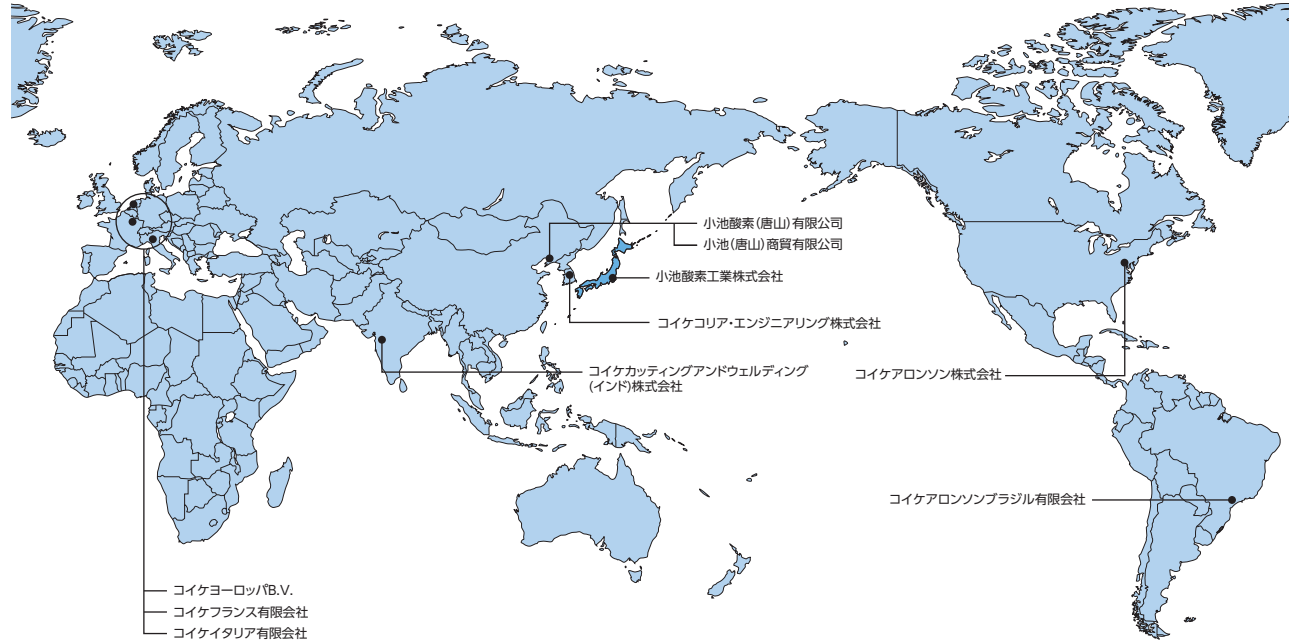 小池酸素(唐山)有限公司
小池(唐山)商貿有限公司
小池酸素工業株式会社
コイケコリア・エンジニアリング株式会社
コイケカッティングアンドウェルディング
(インド)株式会社
コイケアロンソン株式会社
コイケアロンソンブラジル有限会社
コイケヨーロッパB.V.
コイケフランス有限会社
コイケイタリア有限会社